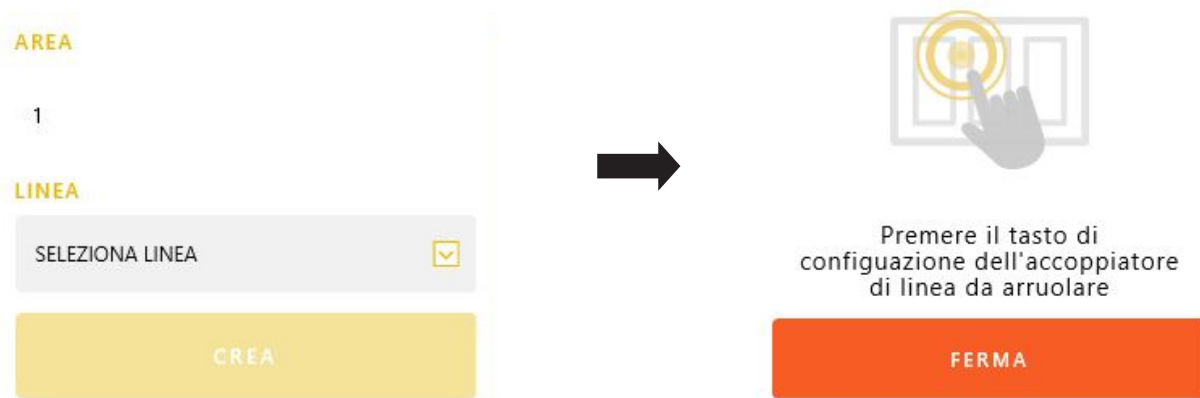 AREA
1
LINEA
SELEZIONA LINEA
CREA
Premere il tasto di
configuazione dell'accoppiatore
di linea da arruolare
FERMA